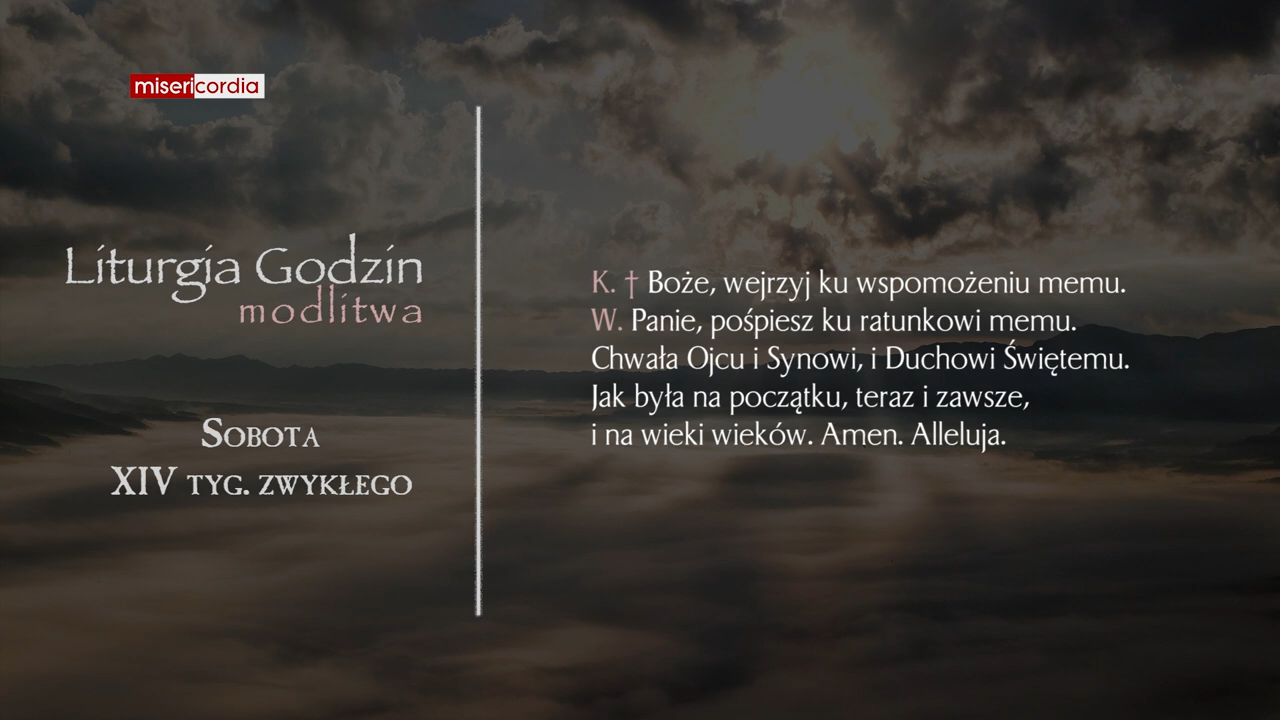 misericordia
Liturgia Godzin
modlitwa
Sobota
XIV tyg. zwykłego
K. † Boże, wejrzyj ku wspomożeniu memu.
W. Panie, pośpiesz ku ratunkowi memu.
Chwała Ojcu i Synowi, i Duchowi Świętemu.
Jak była na początku, teraz i zawsze,
i na wieki wieków. Amen. Alleluja.